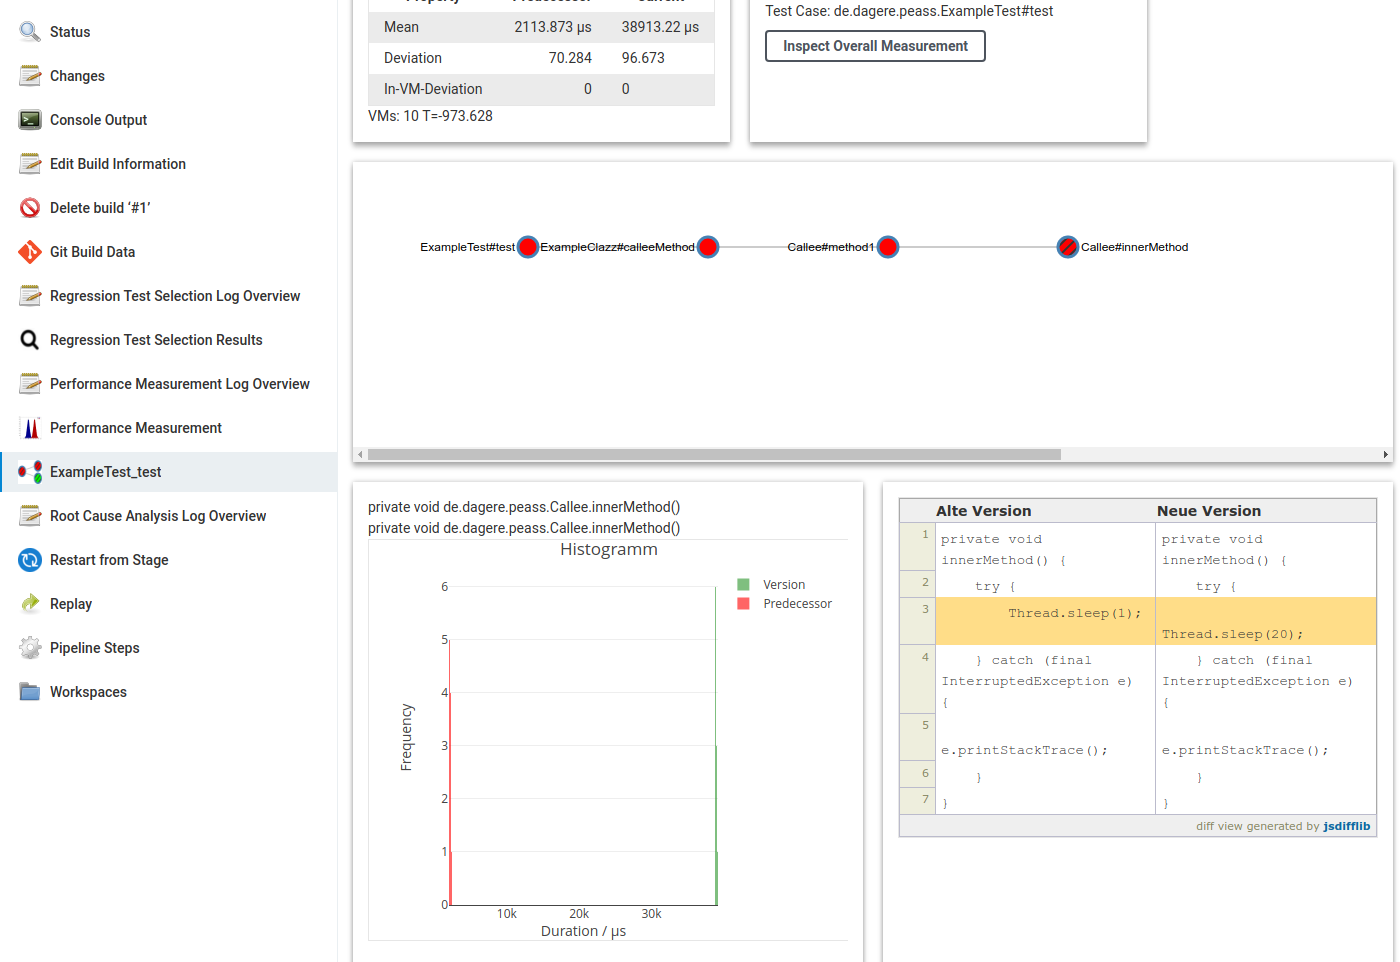 Status
Changes
Console Output
Edit Build Information
Delete build ‘#1’
Git Build Data
Regression Test Selection Log Overview
Regression Test Selection Results
Performance Measurement Log Overview
Performance Measurement
ExampleTest_test
Root Cause Analysis Log Overview
Restart from Stage
Replay
Pipeline Steps
Workspaces
Property Predecessor Current
Mean 2113.873 µs 38913.22 µs
Deviation 70.284 96.673
In-VM-Deviation 0 0
VMs: 10 T=-973.628
Test Case: de.dagere.peass.ExampleTest#test
Inspect Overall Measurement
ExampleTest#test ExampleClazz#calleeMethod Callee#method1 Callee#innerMethod
private void de.dagere.peass.Callee.innerMethod()
private void de.dagere.peass.Callee.innerMethod()
Histogramm
Version
Predecessor
6
5
4
3
2
1
0
Frequency
10k 20k 30k
Duration / µs
Alte Version Neue Version
1 private void private void
innerMethod() { innerMethod() {
2 try { try {
3 Thread.sleep(1);
Thread.sleep(20);
4 } catch (final } catch (final
InterruptedException e) InterruptedException e)
{ {
5
e.printStackTrace(); e.printStackTrace();
6 } }
7 } }
diff view generated by jsdifflib